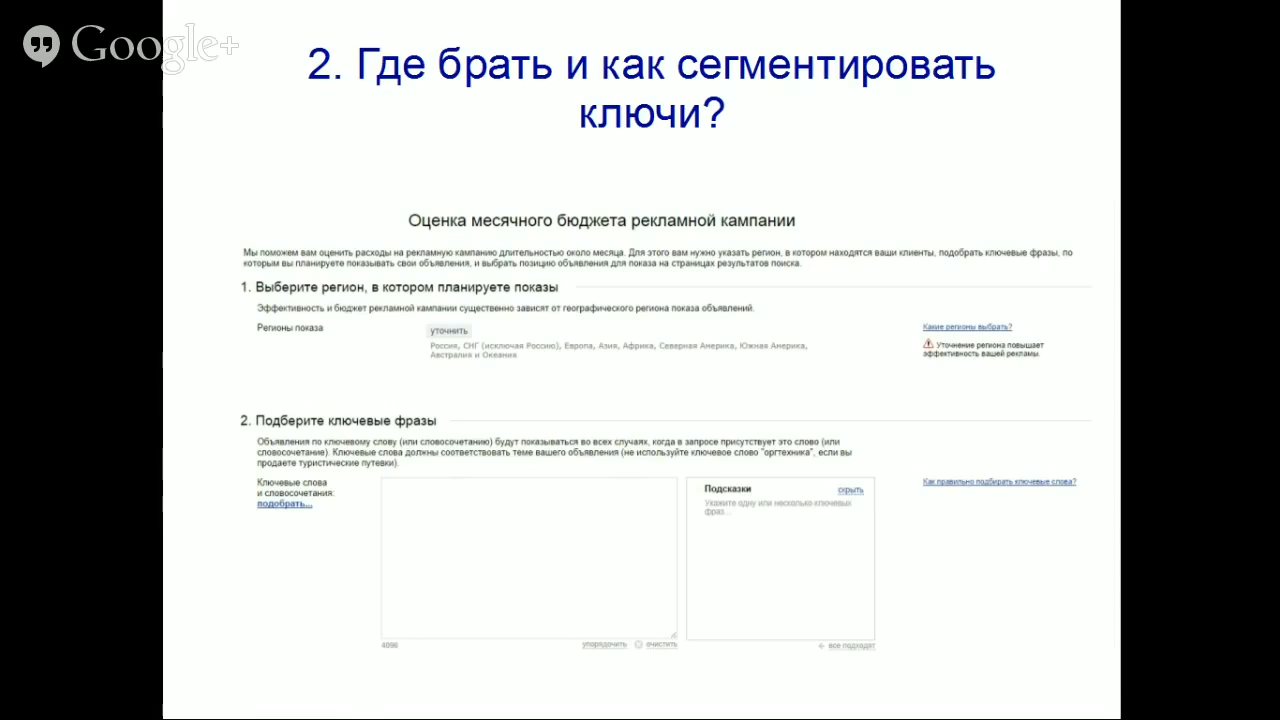 Google+
2. Где брать и как сегментировать
ключи?
Оценка месячного бюджета рекламной кампании
Мы поможем вам оценить расходы на рекламную кампанию длительностью около месяца. Для этого вам нужно указать регион, в котором находятся ваши клиенты, подобрать ключевые фразы, по
которым вы планируете показывать свои объявления, и выбрать позицию объявления для показа на страницах результатов поиска.
1. Выберите регион, в котором планируете показы
Эффективность и бюджет рекламной кампании существенно зависят от географического региона показа объявлений.
Регионы показа
уточнить
Какие регионы выбрать?
Россия, СНГ (исключая Россию), Европа, Азия, Африка, Северная Америка, Южная Америка,
Австралия и Океания
Уточнение региона повышает
эффективность вашей рекламы.
2. Подберите ключевые фразы
Объявления по ключевому слову (или словосочетанию) будут показываться во всех случаях, когда в запросе присутствует это слово (или
словосочетание). Ключевые слова должны соответствовать теме вашего объявления (не используйте ключевое слово "оргтехника", если вы
продаете туристические путевки).
Ключевые слова
и словосочетания:
подобрать...
Подсказки
скрыть
Укажите одну или несколько ключевых
фраз...
Как правильно подбирать ключевые слова?
4096
упорядочить
очистить
← все подходят